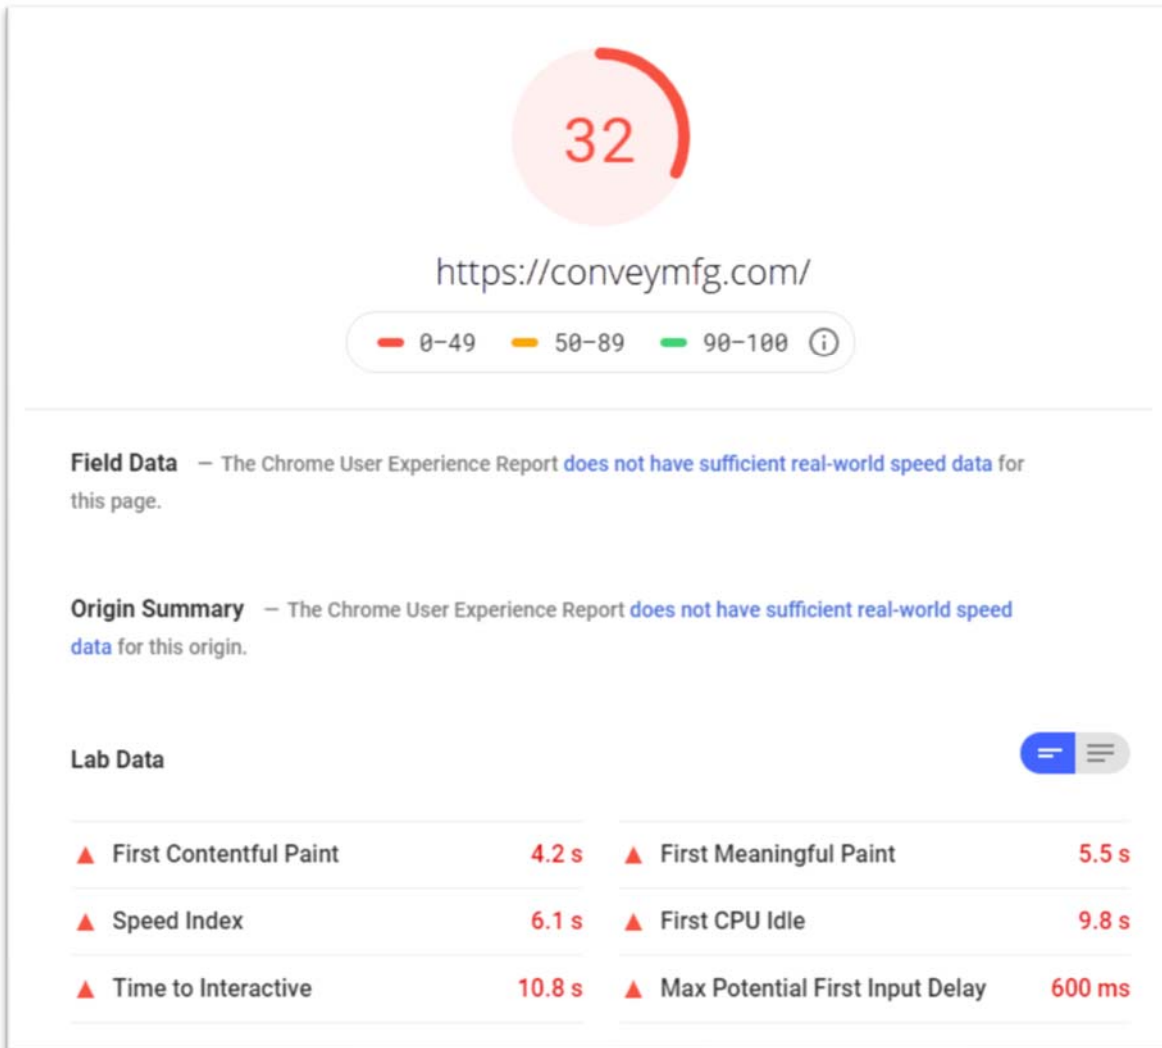 32
https://conveymfg.com/
0–49 50–89 90–100
Field Data — The Chrome User Experience Report does not have sufficient real-world speed data for
this page.
Origin Summary — The Chrome User Experience Report does not have sufficient real-world speed
data for this origin.
Lab Data
First Contentful Paint 4.2 s First Meaningful Paint 5.5 s
Speed Index 6.1 s First CPU Idle 9.8 s
Time to Interactive 10.8 s Max Potential First Input Delay 600 ms